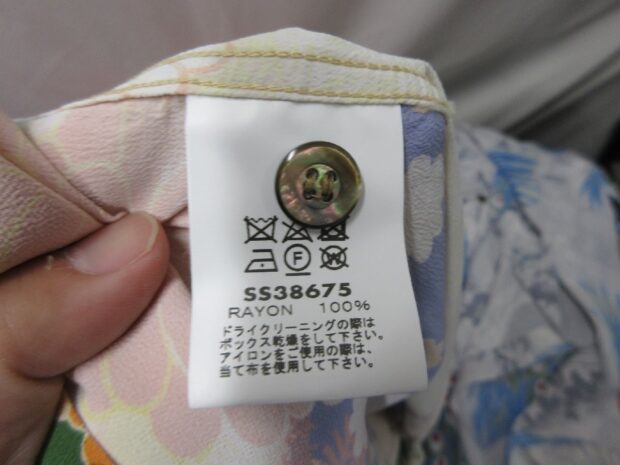 F W
SS38675
RAYON 100%
ドライクリーニングの際は
ボックス乾燥をして下さい。
アイロンをご使用の際は、
当て布を使用して下さい。